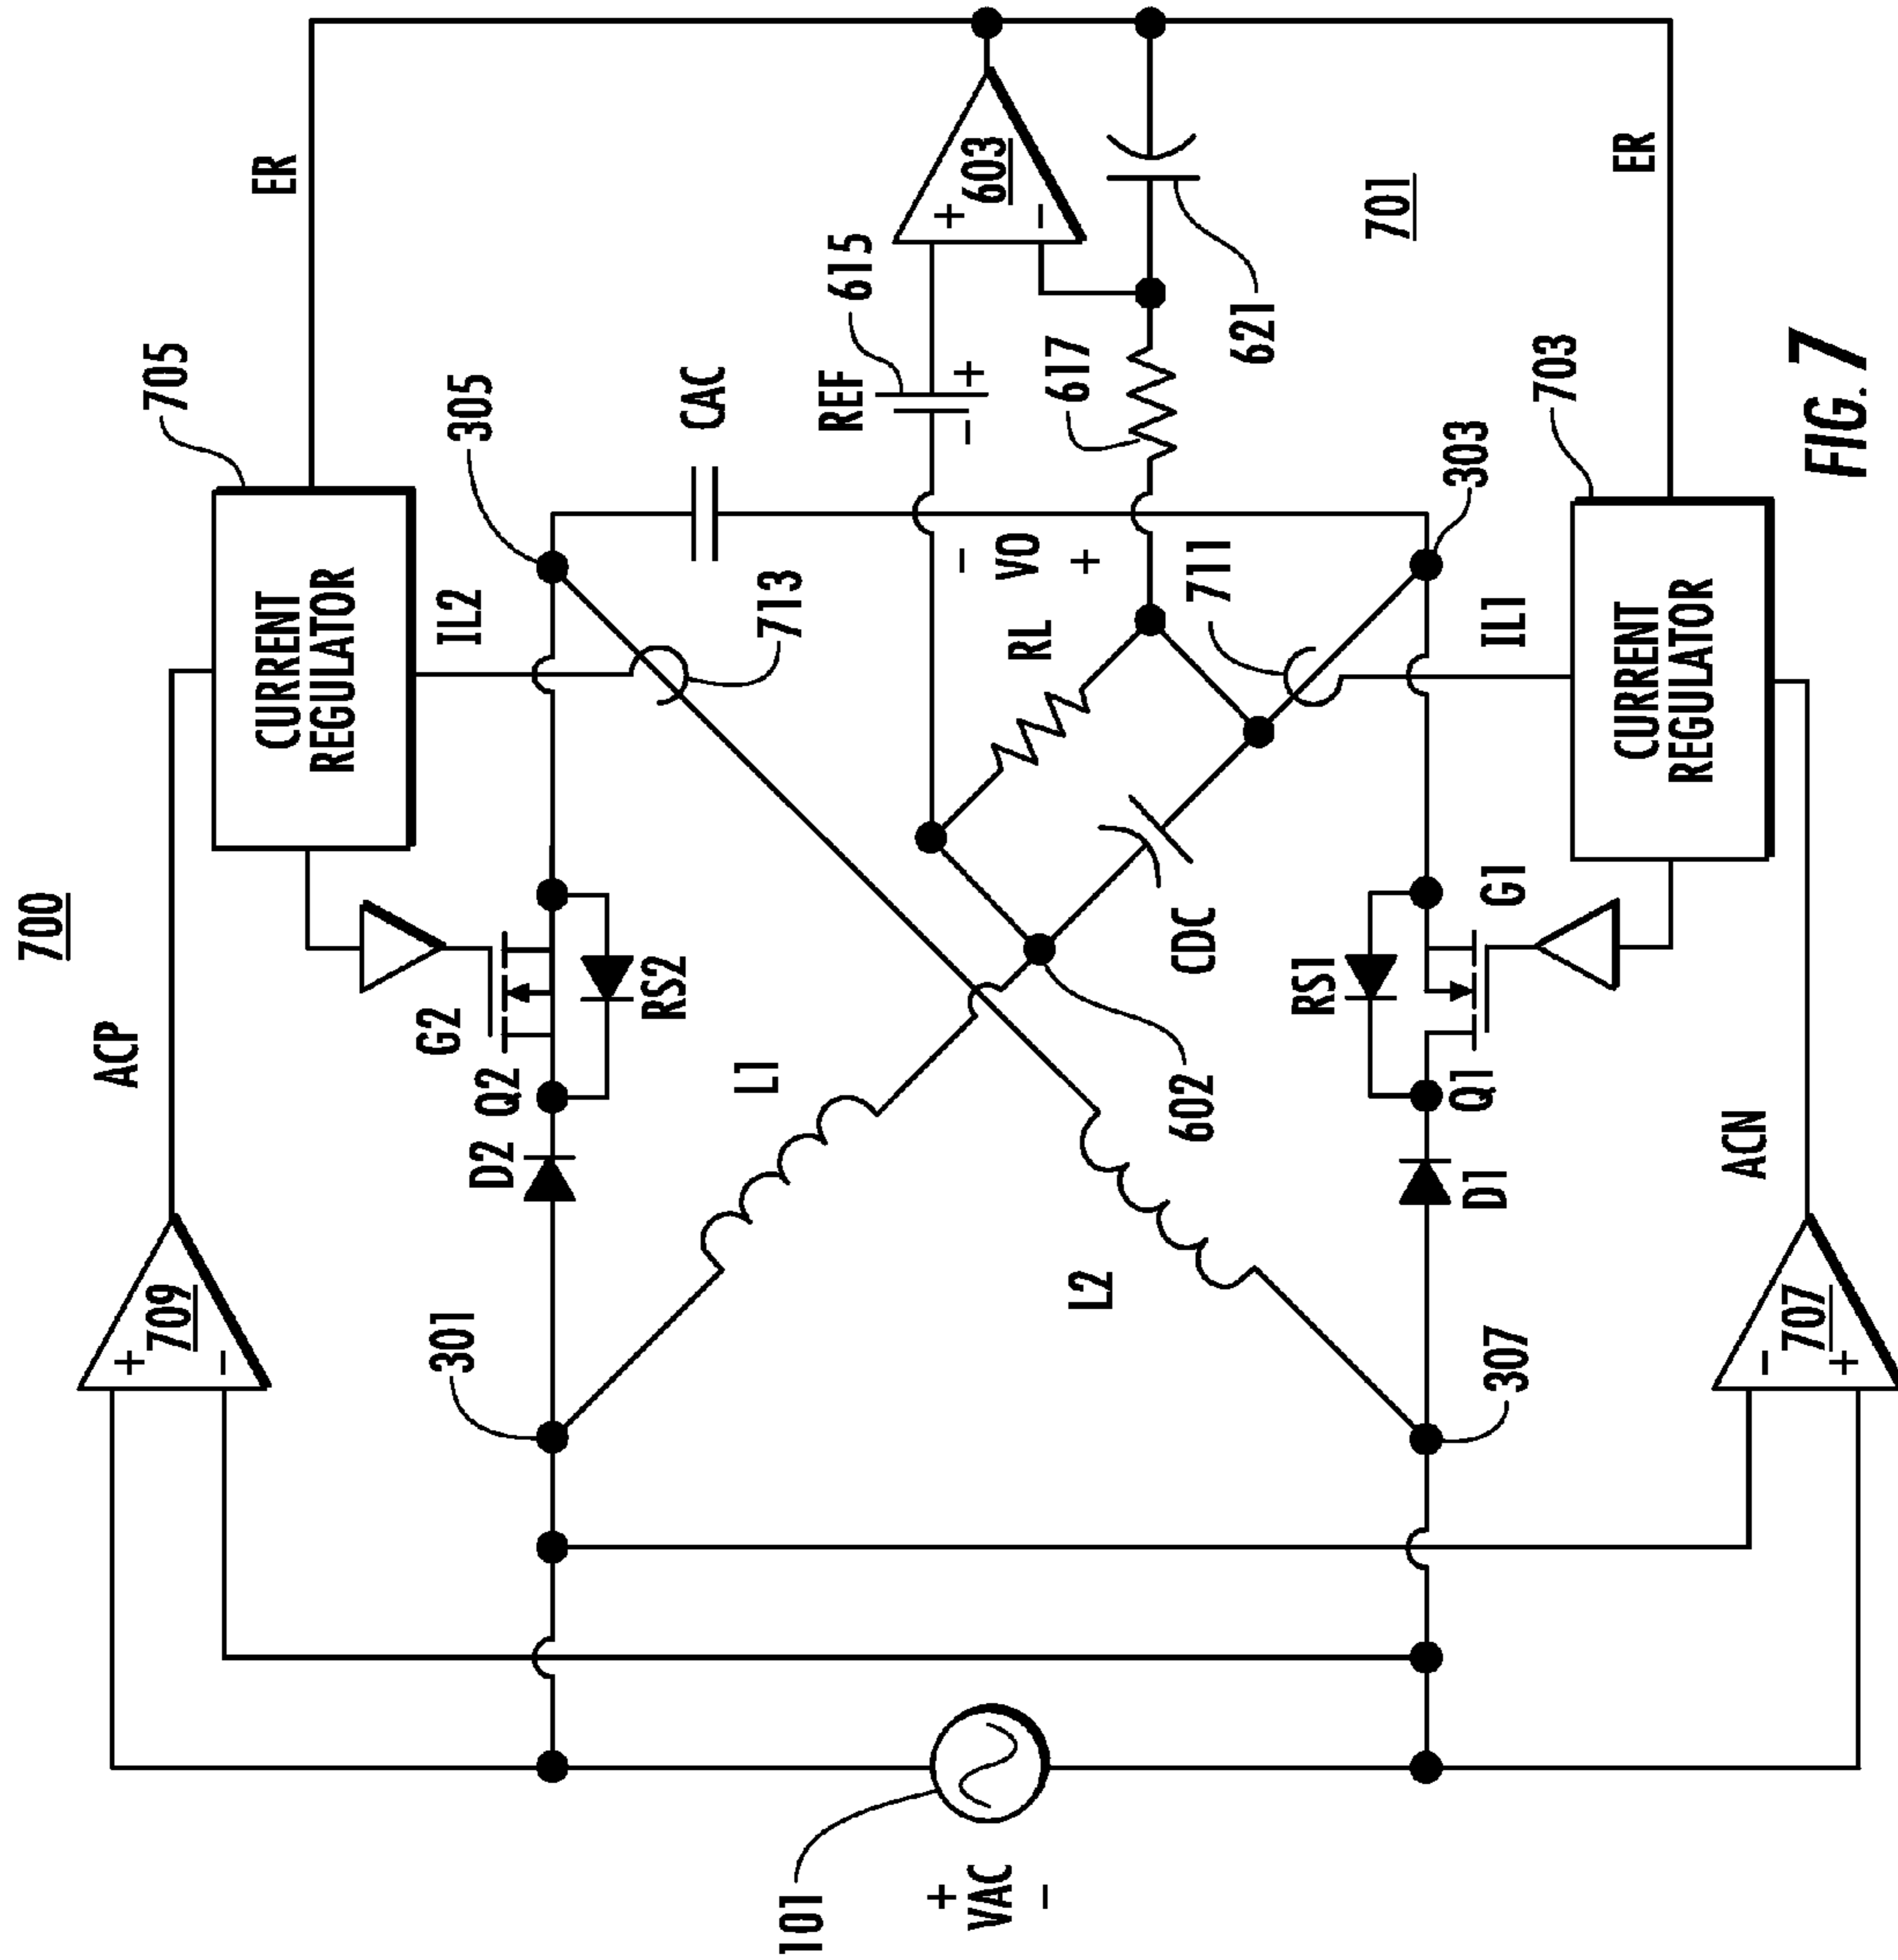 700
ACP
705
CURRENT
REGULATOR
ER
709
+
-
G2
Q2
D2
RS2
IL2
305
713
CAC
301
L1
REF
615
-
+
603
+
-
617
621
701
RL
-
VO
+
711
CDC
602
L2
101
+
VAC
-
RS1
G1
Q1
D1
IL1
303
307
703
CURRENT
REGULATOR
ER
ACN
707
-
+
FIG. 7